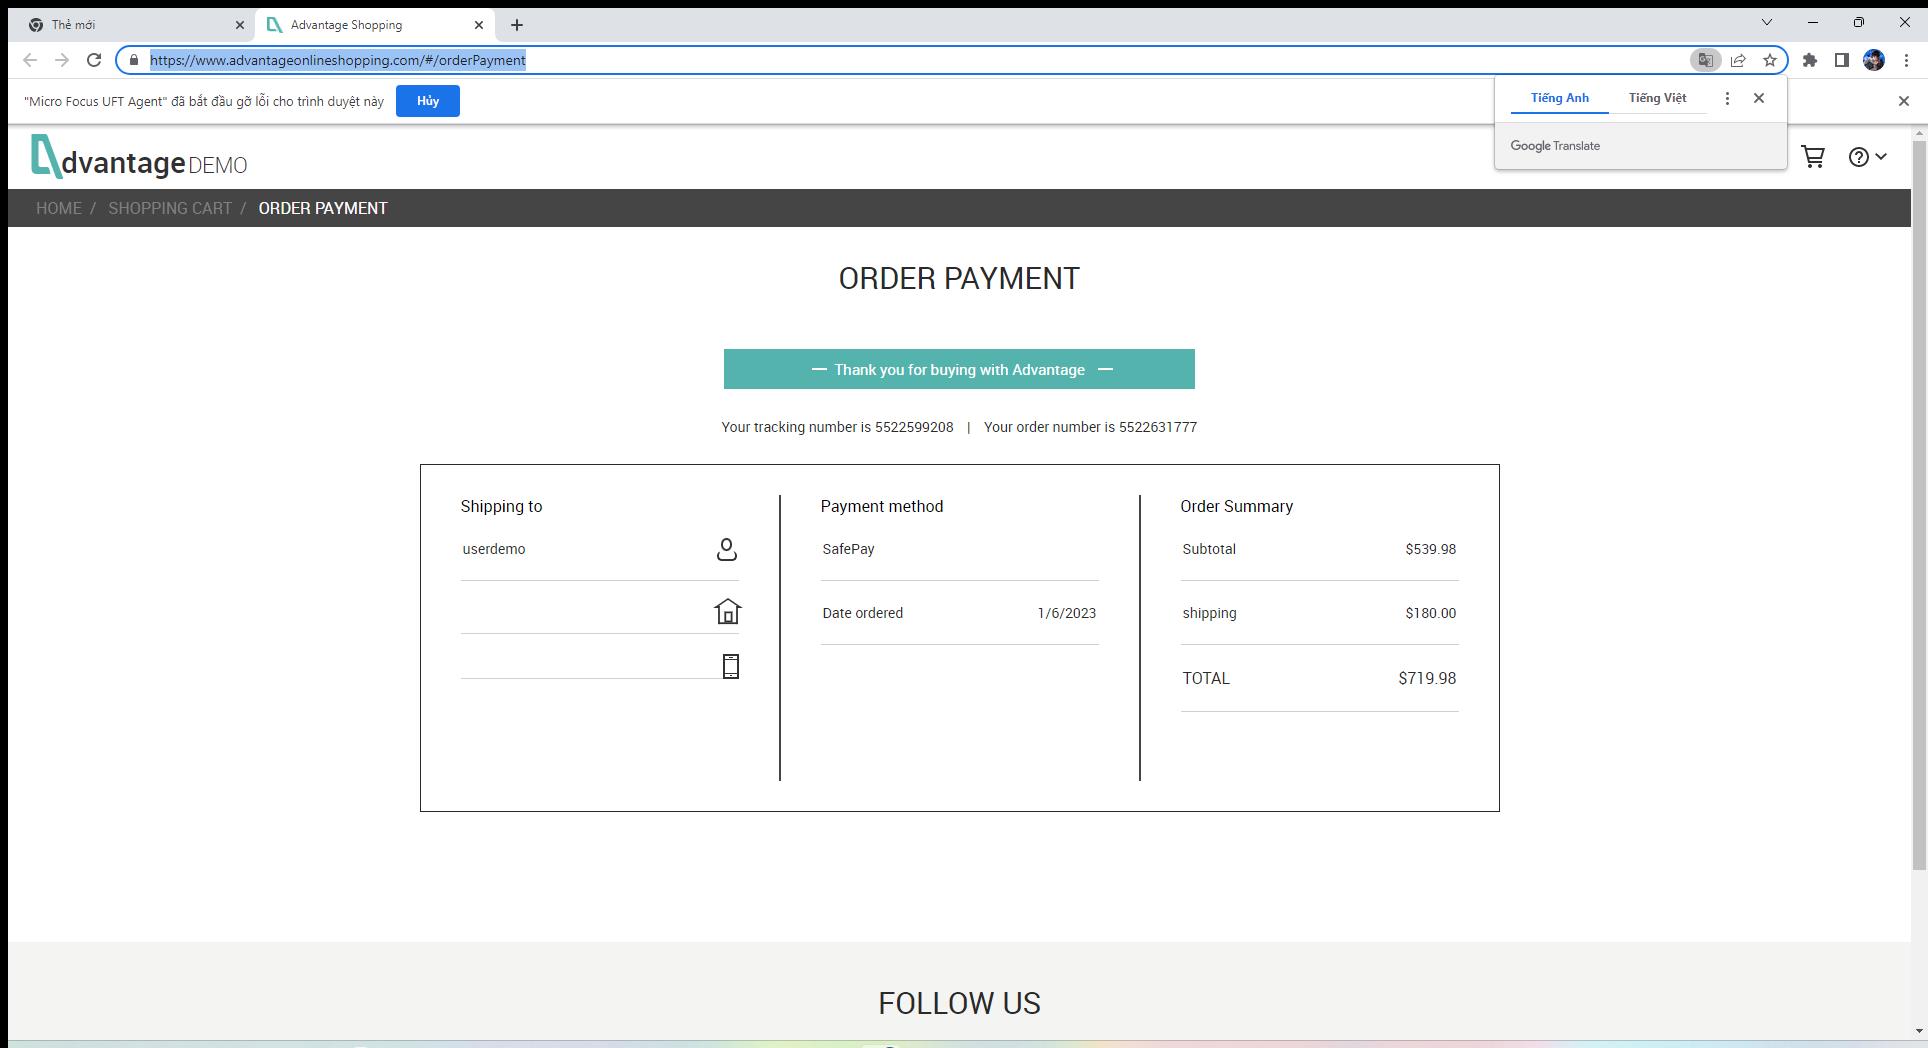 Thẻ mới
Advantage Shopping
https://www.advantageonlineshopping.com/#/orderPayment
"Micro Focus UFT Agent" đã bắt đầu gỡ lỗi cho trình duyệt này
Hủy
Tiếng Anh
Tiếng Việt
Google Translate
dvantage DEMO
HOME / SHOPPING CART / ORDER PAYMENT
ORDER PAYMENT
— Thank you for buying with Advantage —
Your tracking number is 5522599208 | Your order number is 5522631777
Shipping to
userdemo
Payment method
SafePay
Date ordered 1/6/2023
Order Summary
Subtotal $539.98
shipping $180.00
TOTAL $719.98
FOLLOW US